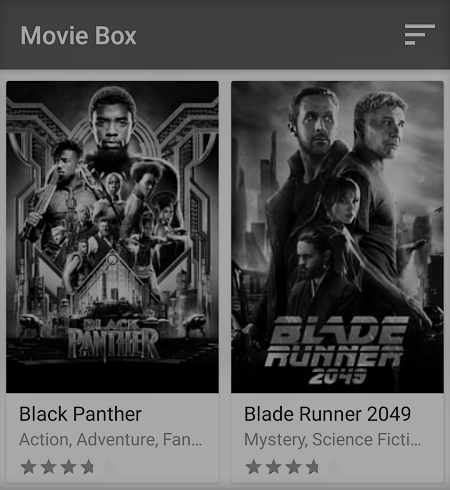 Movie Box
BLACK
PANTHER
BLADE
RUNNER
2049
Black Panther
Action, Adventure, Fan...
Blade Runner 2049
Mystery, Science Ficti...